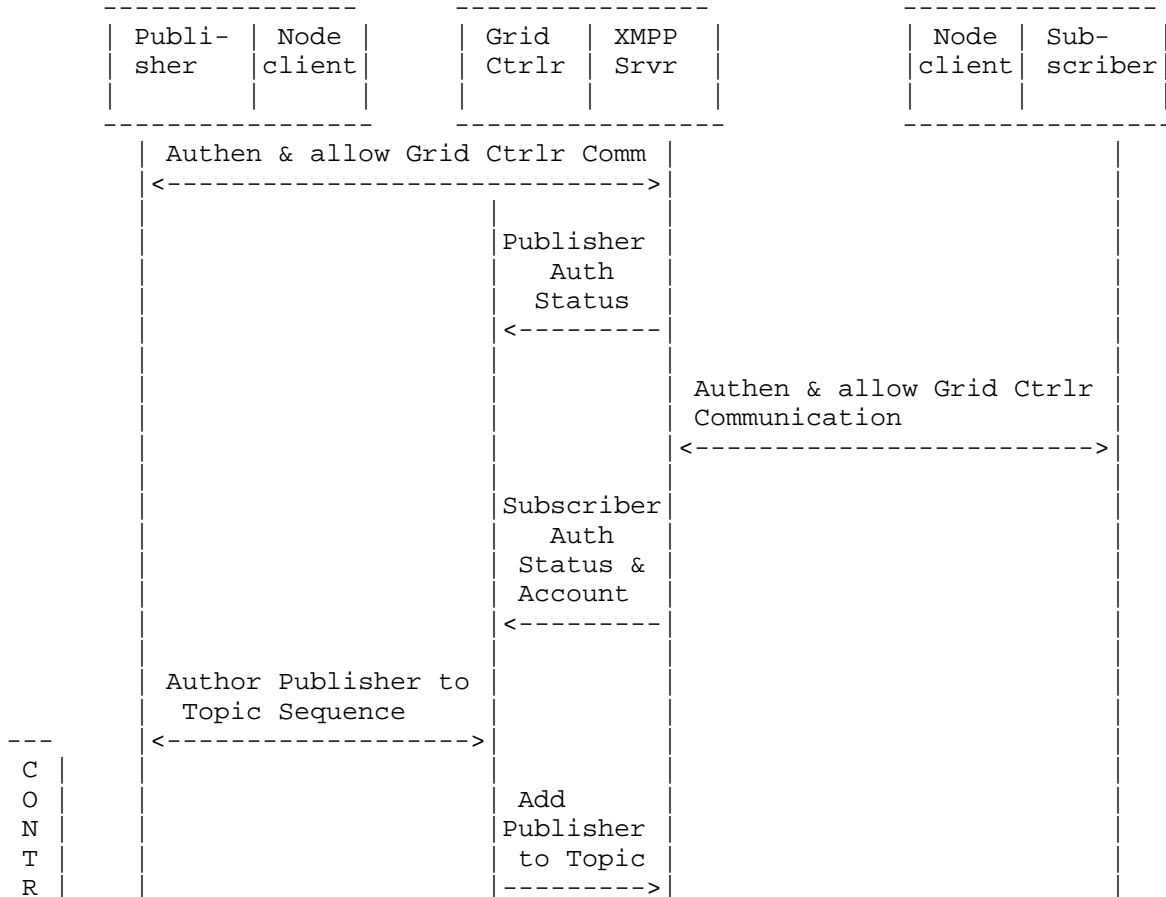 Publi- Node Grid XMPP Node Sub-
sher client Ctrlr Srvr client scriber
Authen & allow Grid Ctrlr Comm
Publisher
Auth
Status
Authen & allow Grid Ctrlr
Communication
Subscriber
Auth
Status &
Account
Author Publisher to
Topic Sequence
C
O Add
N Publisher
T to Topic
R